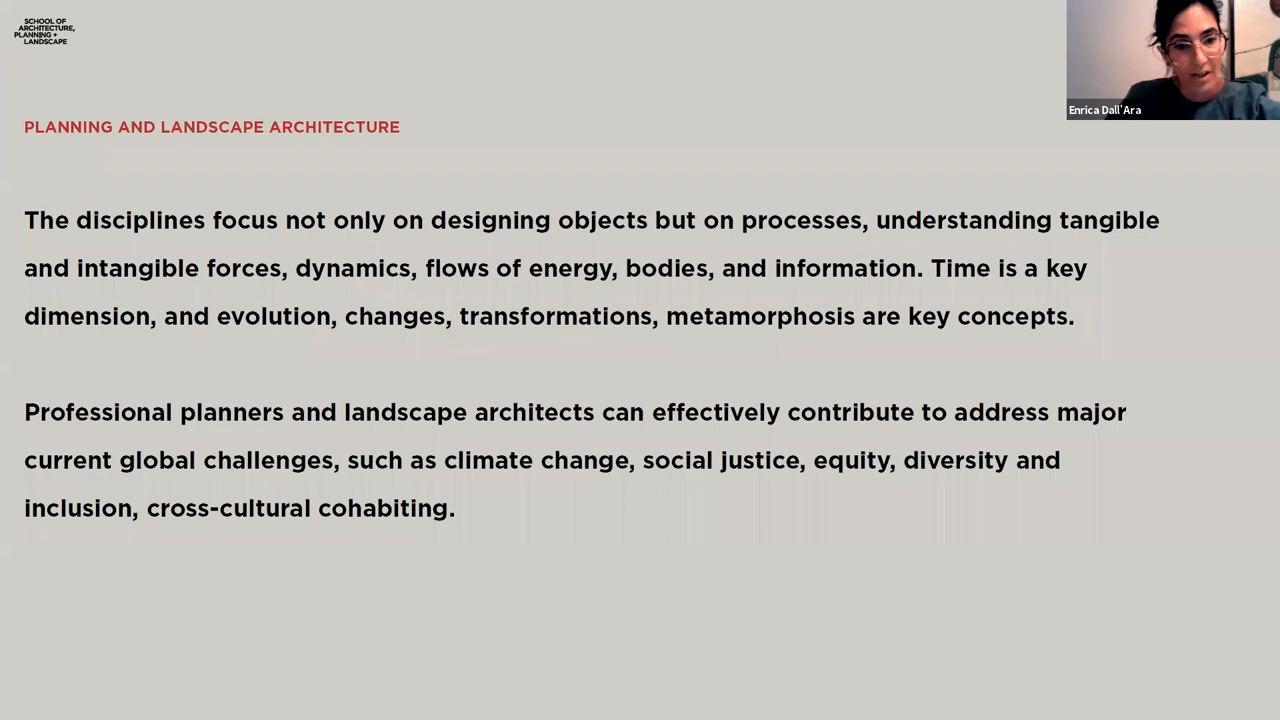 SCHOOL OF
ARCHITECTURE,
PLANNING +
LANDSCAPE
Enrica Dall'Ara
PLANNING AND LANDSCAPE ARCHITECTURE
The disciplines focus not only on designing objects but on processes, understanding tangible
and intangible forces, dynamics, flows of energy, bodies, and information. Time is a key
dimension, and evolution, changes, transformations, metamorphosis are key concepts.
Professional planners and landscape architects can effectively contribute to address major
current global challenges, such as climate change, social justice, equity, diversity and
inclusion, cross-cultural cohabiting.